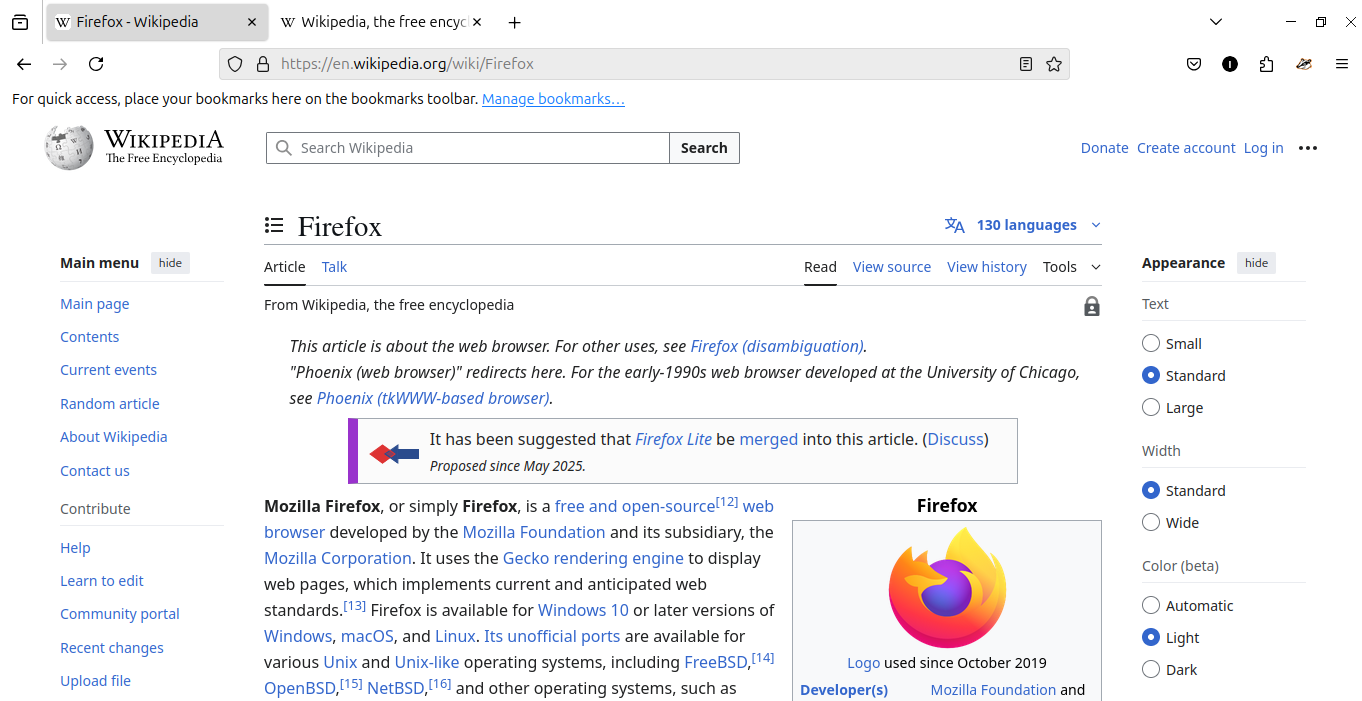 Firefox - Wikipedia
Wikipedia, the free encyc
https://en.wikipedia.org/wiki/Firefox
For quick access, place your bookmarks here on the bookmarks toolbar. Manage bookmarks…
WIKIPEDIA
The Free Encyclopedia
Search Wikipedia
Search
Donate Create account Log in
Firefox
130 languages
Main menu hide
Main page
Contents
Current events
Random article
About Wikipedia
Contact us
Contribute
Help
Learn to edit
Community portal
Recent changes
Upload file
Article Talk
Read View source View history Tools
From Wikipedia, the free encyclopedia
This article is about the web browser. For other uses, see Firefox (disambiguation).
"Phoenix (web browser)" redirects here. For the early-1990s web browser developed at the University of Chicago,
see Phoenix (tkWWW-based browser).
It has been suggested that Firefox Lite be merged into this article. (Discuss)
Proposed since May 2025.
Mozilla Firefox, or simply Firefox, is a free and open-source[12] web
browser developed by the Mozilla Foundation and its subsidiary, the
Mozilla Corporation. It uses the Gecko rendering engine to display
web pages, which implements current and anticipated web
standards.[13] Firefox is available for Windows 10 or later versions of
Windows, macOS, and Linux. Its unofficial ports are available for
various Unix and Unix-like operating systems, including FreeBSD,[14]
OpenBSD,[15] NetBSD,[16] and other operating systems, such as
Firefox
Logo used since October 2019
Developer(s) Mozilla Foundation and
Appearance hide
Text
Small
Standard
Large
Width
Standard
Wide
Color (beta)
Automatic
Light
Dark